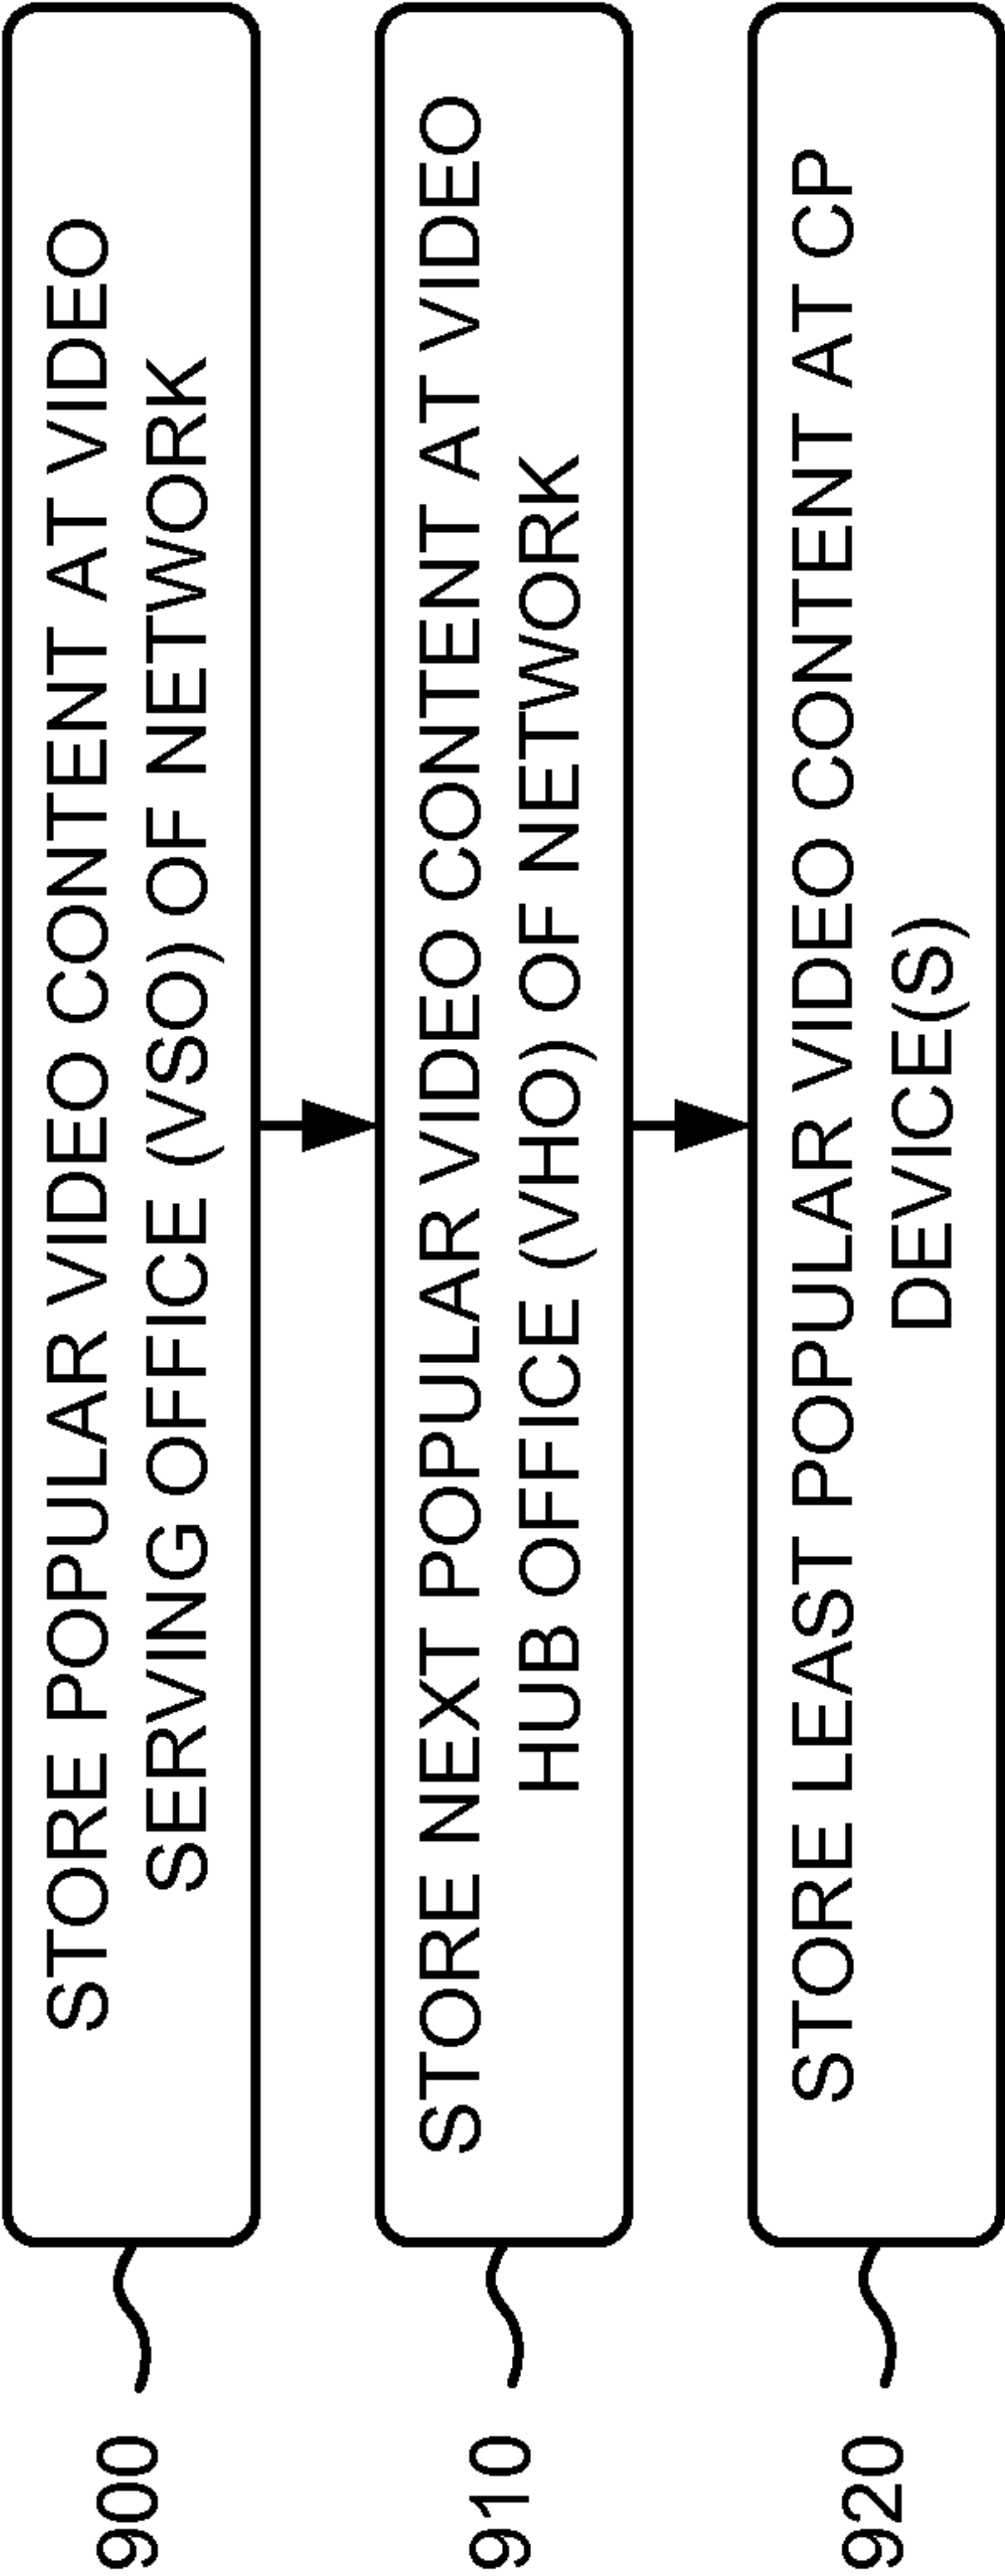 900
STORE POPULAR VIDEO CONTENT AT VIDEO
SERVING OFFICE (VSO) OF NETWORK
910
STORE NEXT POPULAR VIDEO CONTENT AT VIDEO
HUB OFFICE (VHO) OF NETWORK
920
STORE LEAST POPULAR VIDEO CONTENT AT CP
DEVICE(S)